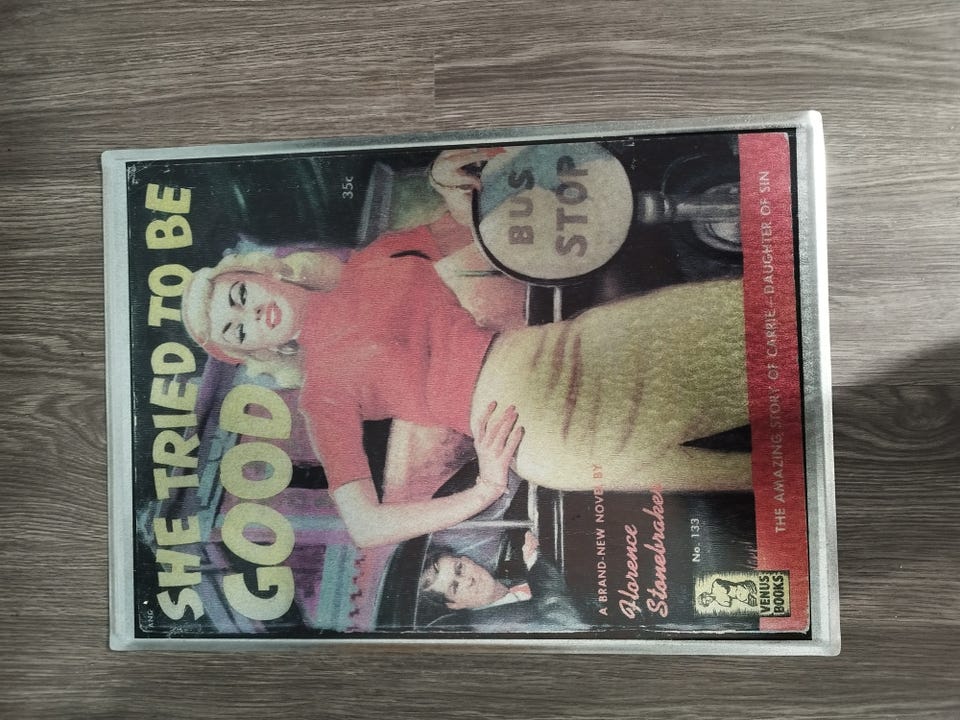 SHE TRIED TO BE
GOOD
35c
BUS
STOP
A BRAND-NEW NOVEL BY
Florence
Stonebraker
No. 133
VENUS
BOOKS
THE AMAZING STORY OF CARRIE—DAUGHTER OF SIN